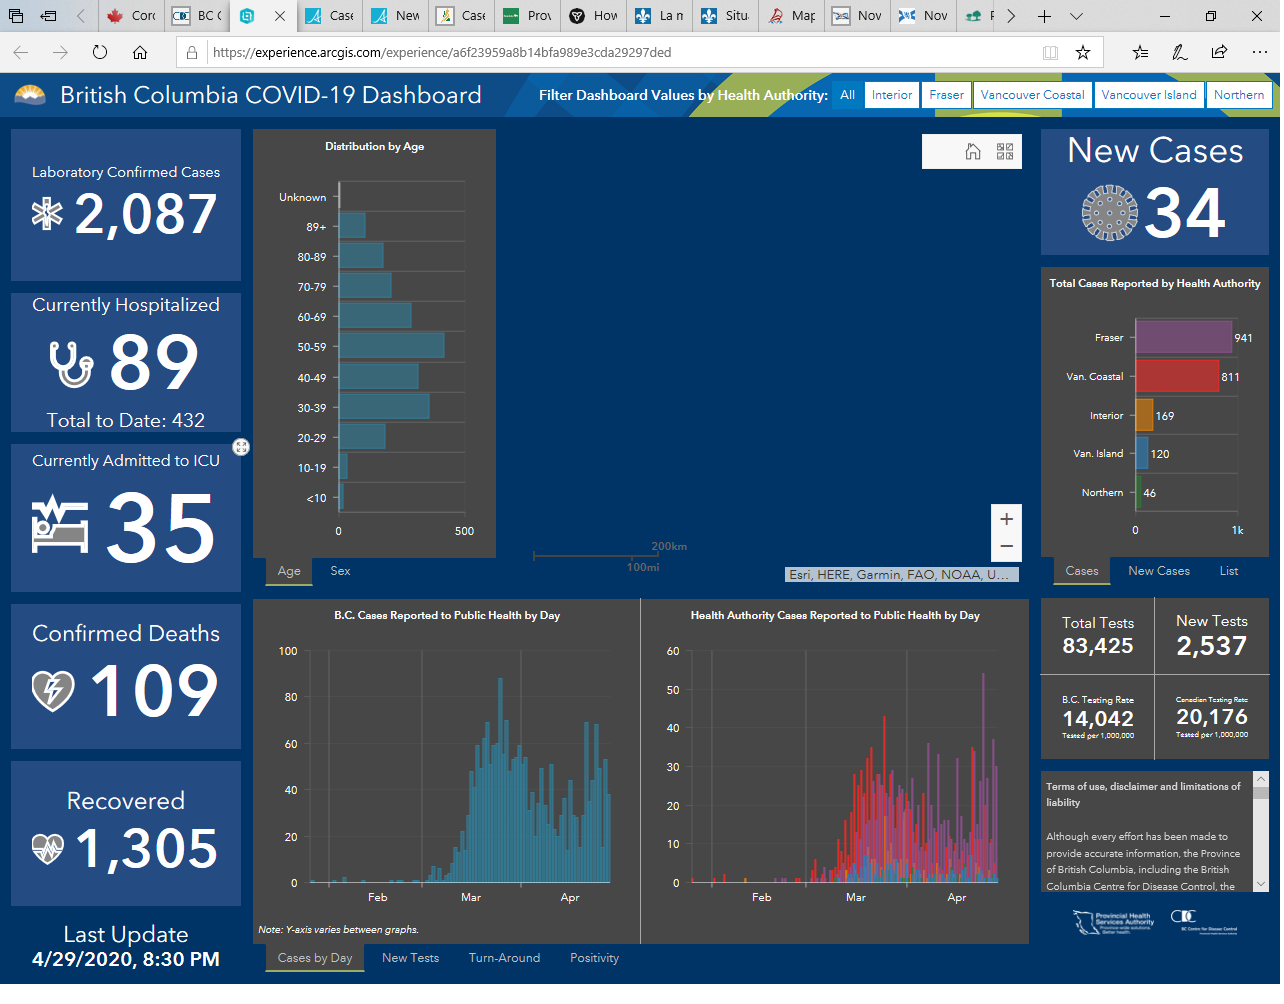 Coro
BC C
Case
New
Case
Prov
How
La m
Situ
Map
Nov
Nov
https://experience.arcgis.com/experience/a6f23959a8b14bfa989e3cda29297ded
British Columbia COVID-19 Dashboard
Filter Dashboard Values by Health Authority:
All
Interior
Fraser
Vancouver Coastal
Vancouver Island
Northern
Laboratory Confirmed Cases
2,087
Currently Hospitalized
89
Total to Date: 432
Currently Admitted to ICU
35
Confirmed Deaths
109
Recovered
1,305
Last Update
4/29/2020, 8:30 PM
Distribution by Age
Unknown
89+
80-89
70-79
60-69
50-59
40-49
30-39
20-29
10-19
<10
0
500
Age
Sex
200km
100mi
+
−
Esri, HERE, Garmin, FAO, NOAA, U...
New Cases
34
Total Cases Reported by Health Authority
Fraser
941
Van. Coastal
811
Interior
169
Van. Island
120
Northern
46
0
1k
Cases
New Cases
List
B.C. Cases Reported to Public Health by Day
100
80
60
40
20
0
Feb
Mar
Apr
Note: Y-axis varies between graphs.
Health Authority Cases Reported to Public Health by Day
60
50
40
30
20
10
0
Feb
Mar
Apr
Cases by Day
New Tests
Turn-Around
Positivity
Total Tests
83,425
New Tests
2,537
B.C. Testing Rate
14,042
Tested per 1,000,000
Canadian Testing Rate
20,176
Tested per 1,000,000
Terms of use, disclaimer and limitations of
liability
Although every effort has been made to
provide accurate information, the Province
of British Columbia, including the British
Columbia Centre for Disease Control, the
Provincial Health
Services Authority
Province-wide solutions.
Better health.
BC Centre for Disease Control